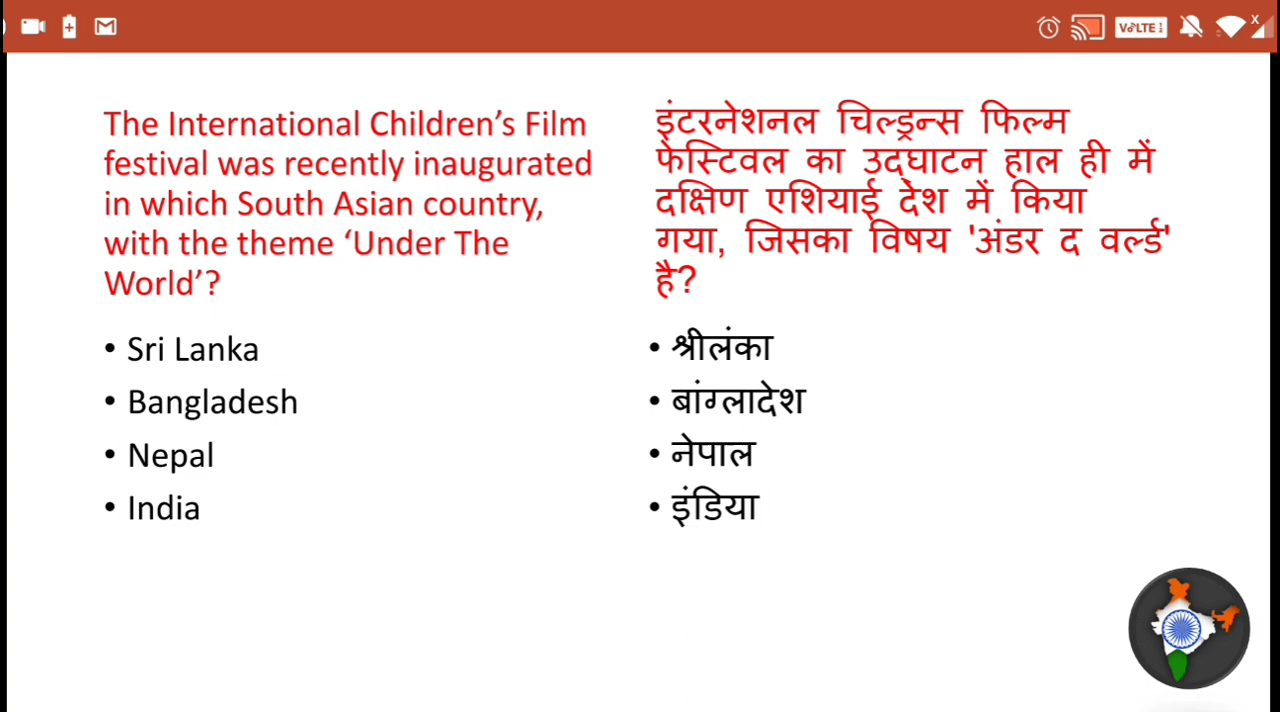 VoLTE
The International Children's Film
festival was recently inaugurated
in which South Asian country,
with the theme ‘Under The
World’?
• Sri Lanka
• Bangladesh
• Nepal
• India
इंटरनेशनल चिल्ड्रन्स फिल्म
फेस्टिवल का उद्घाटन हाल ही में
दक्षिण एशियाई देश में किया
गया, जिसका विषय 'अंडर द वर्ल्ड'
है?
• श्रीलंका
• बांग्लादेश
• नेपाल
• इंडिया